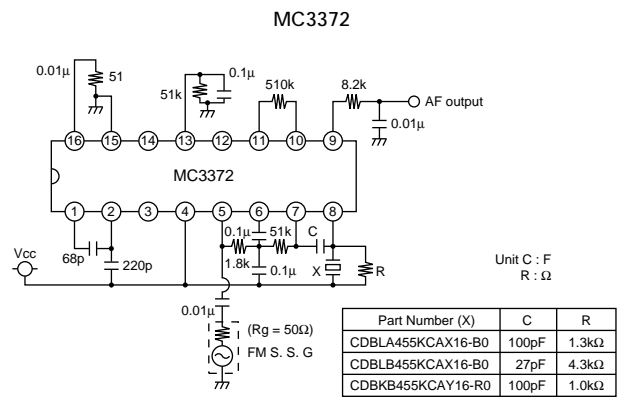 MC3372
0.01μ
51
0.1μ
51k
510k
8.2k
AF output
0.01μ
16 15 14 13 12 11 10 9
MC3372
1 2 3 4 5 6 7 8
Vcc
68p
220p
0.1μ
51k
C
1.8k
0.1μ
X
R
Unit C : F
R : Ω
0.01μ
(Rg = 50Ω)
FM S. S. G
Part Number (X) C R
CDBLA455KCAX16-B0 100pF 1.3kΩ
CDBLB455KCAX16-B0 27pF 4.3kΩ
CDBKB455KCAY16-R0 100pF 1.0kΩ